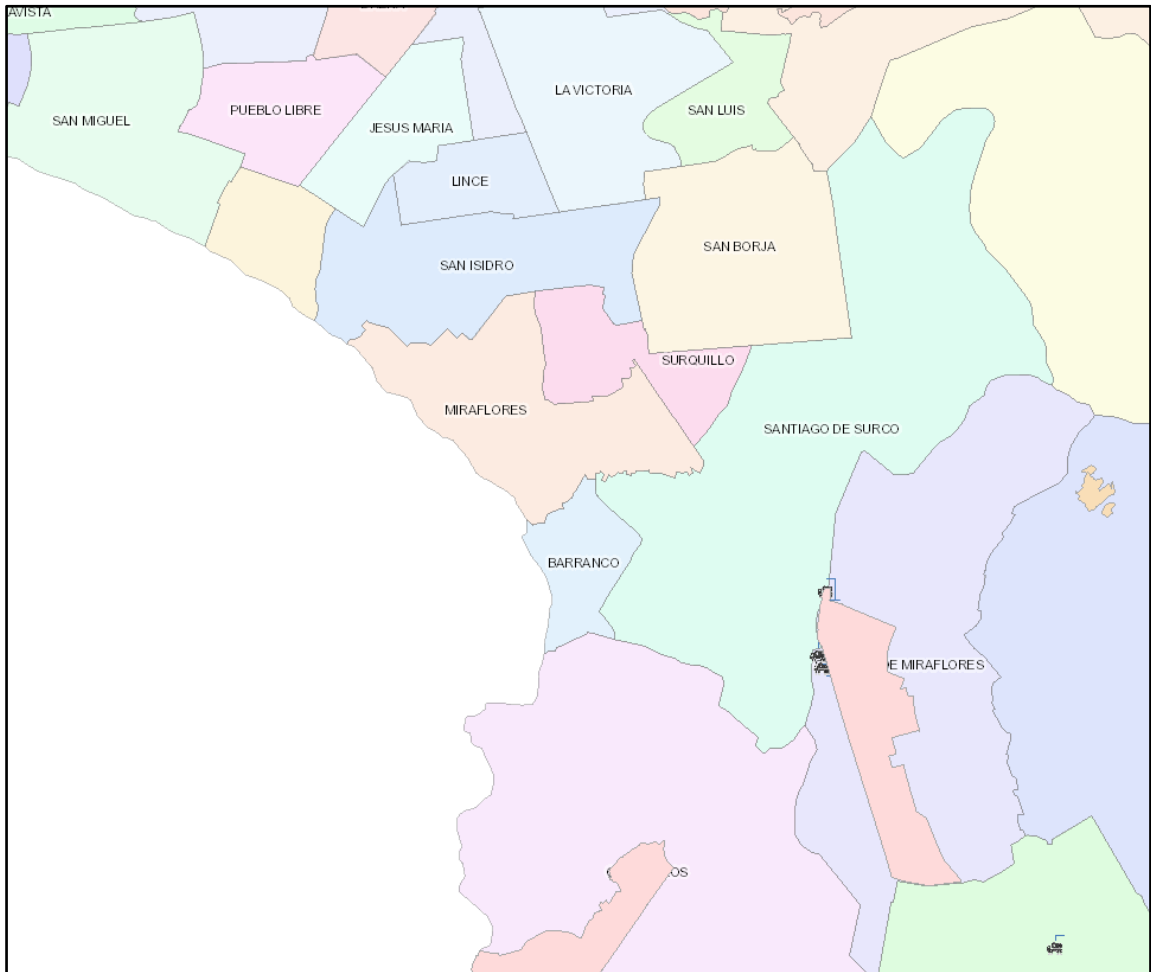 AVISTA
SAN MIGUEL
PUEBLO LIBRE
JESUS MARIA
LA VICTORIA
SAN LUIS
LINCE
SAN ISIDRO
SAN BORJA
SURQUILLO
MIRAFLORES
SANTIAGO DE SURCO
BARRANCO
DE MIRAFLORES
OS